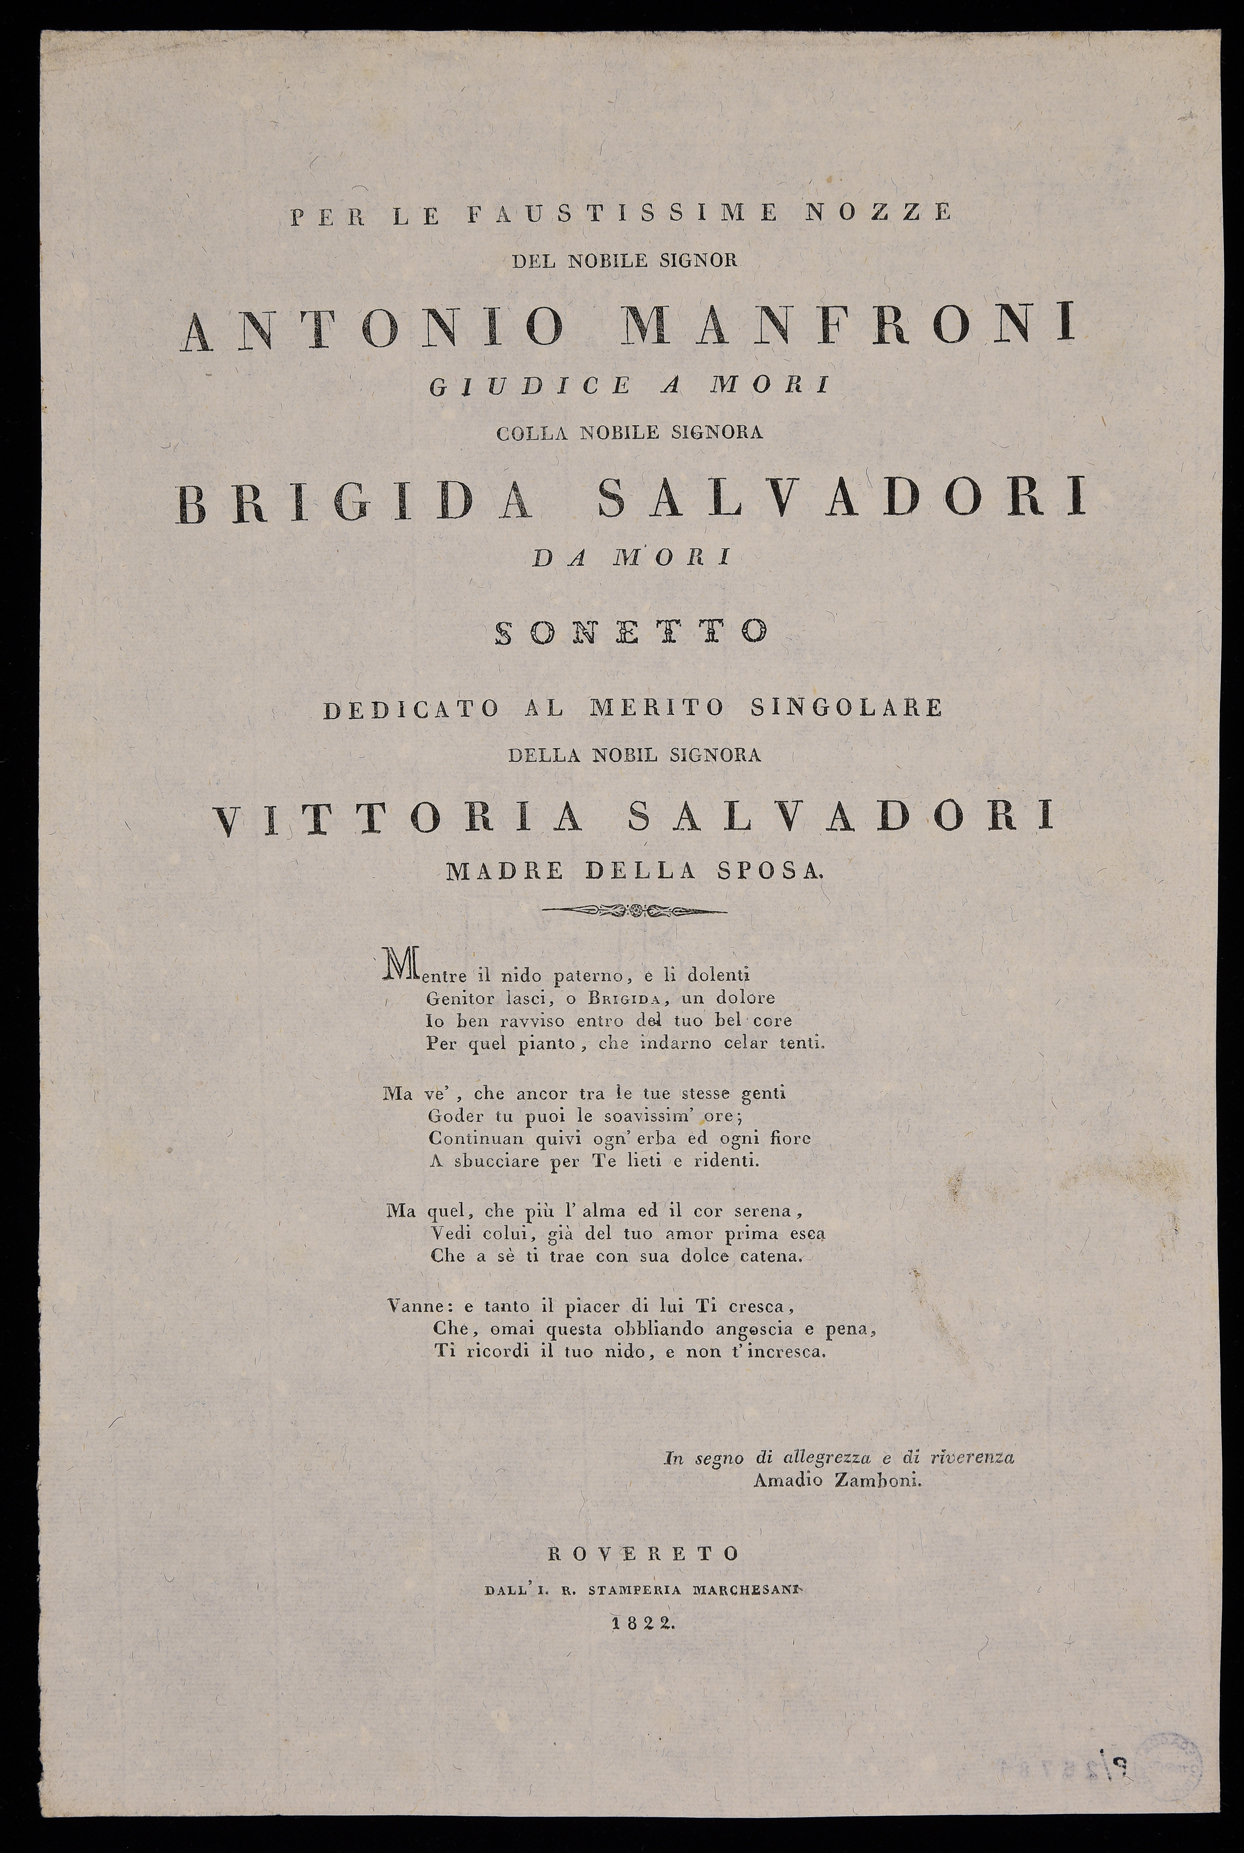 PER LE FAUSTISSIME NOZZE
DEL NOBILE SIGNOR
ANTONIO MANFRONI
GIUDICE A MORI
COLLA NOBILE SIGNORA
BRIGIDA SALVADORI
DA MORI
SONETTO
DEDICATO AL MERITO SINGOLARE
DELLA NOBIL SIGNORA
VITTORIA SALVADORI
MADRE DELLA SPOSA.
Mentre il nido paterno, e li dolenti
Genitor lasci, o BRIGIDA, un dolore
Io ben ravviso entro del tuo bel core
Per quel pianto, che indarno celar tenti.
Ma ve', che ancor tra le tue stesse genti
Goder tu puoi le soavissim' ore;
Continuan quivi ogn' erba ed ogni fiore
A sbucciare per Te lieti e ridenti.
Ma quel, che più l' alma ed il cor serena,
Vedi colui, già del tuo amor prima esca
Che a sè ti trae con sua dolce catena.
Vanne: e tanto il piacer di lui Ti cresca,
Che, omai questa obbliando angoscia e pena,
Ti ricordi il tuo nido, e non t' incresca.
In segno di allegrezza e di riverenza
Amadio Zamboni.
ROVERETO
DALL' I. R. STAMPERIA MARCHESANI
1822.